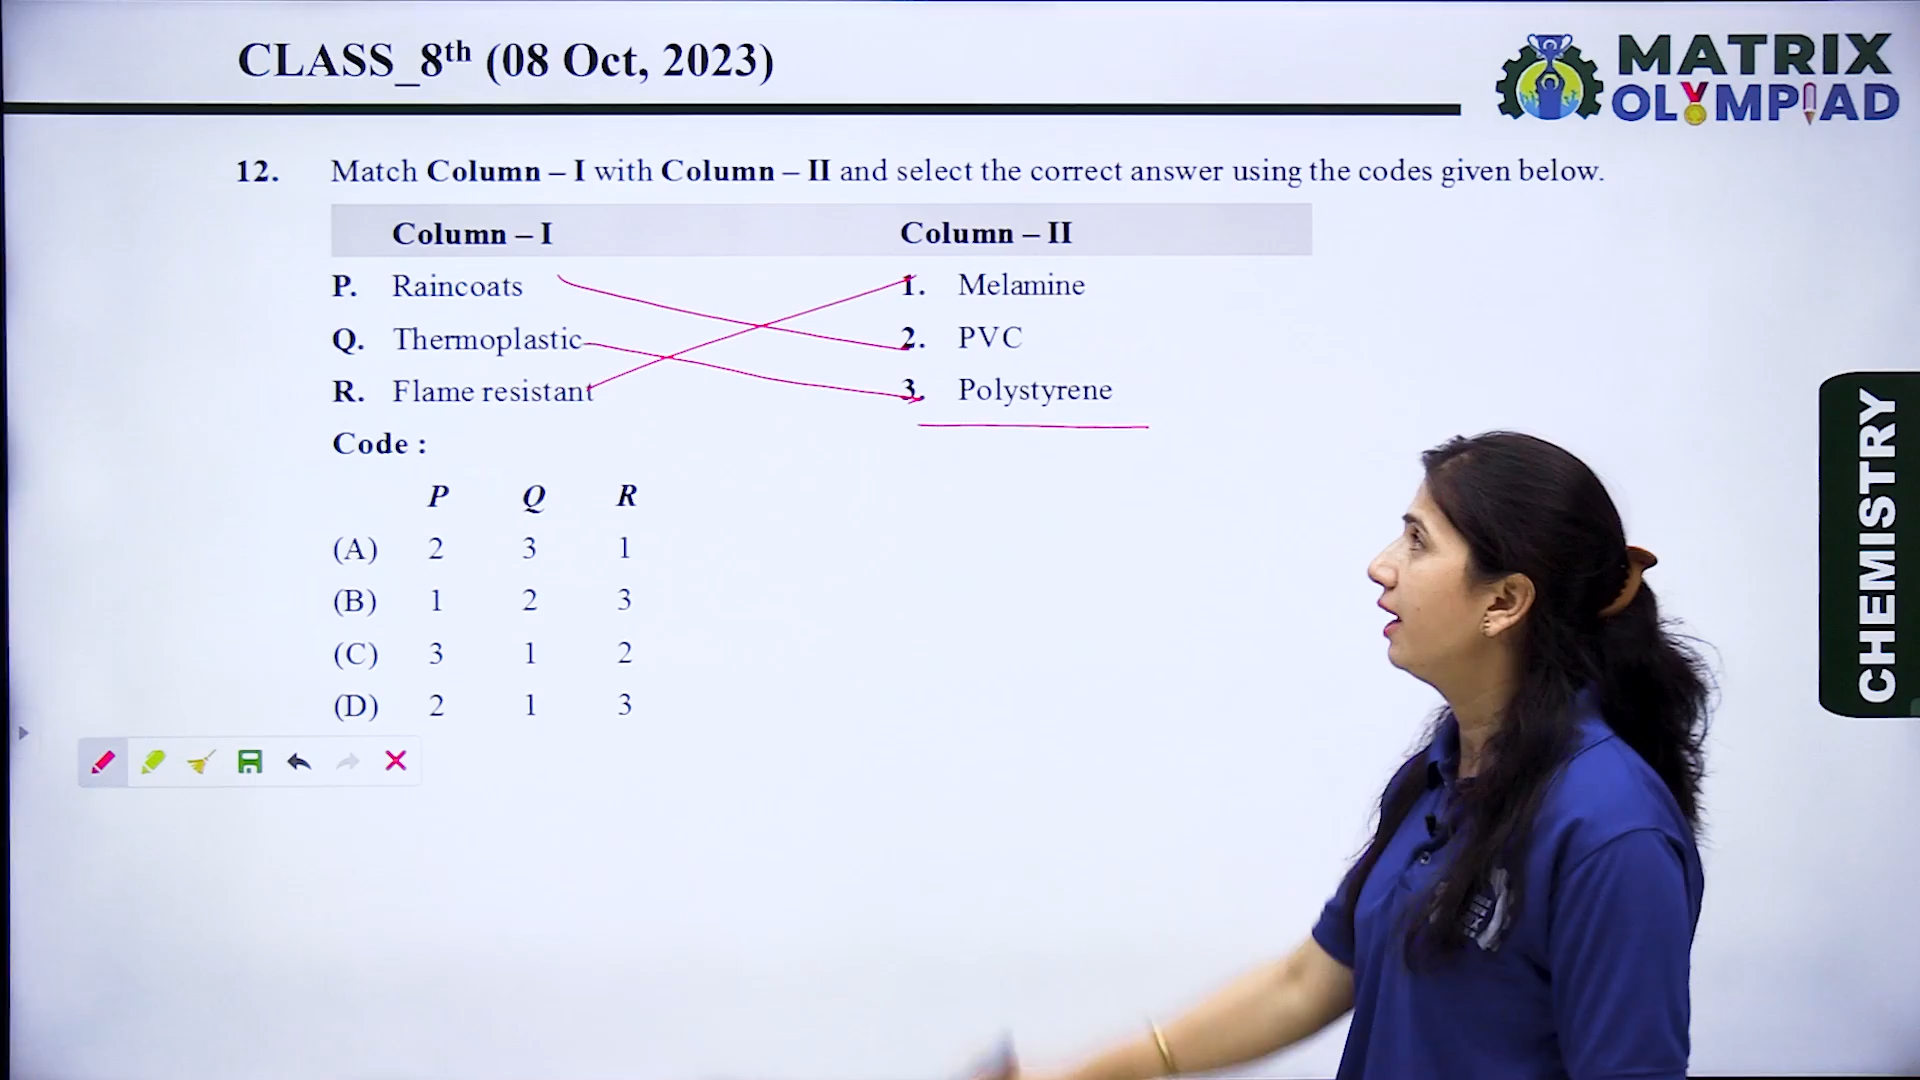 CLASS_8th (08 Oct, 2023)
MATRIX
OLYMPIAD
12. Match Column – I with Column – II and select the correct answer using the codes given below.
Column – I Column – II
P. Raincoats 1. Melamine
Q. Thermoplastic 2. PVC
R. Flame resistant 3. Polystyrene
Code :
P Q R
(A) 2 3 1
(B) 1 2 3
(C) 3 1 2
(D) 2 1 3
CHEMISTRY